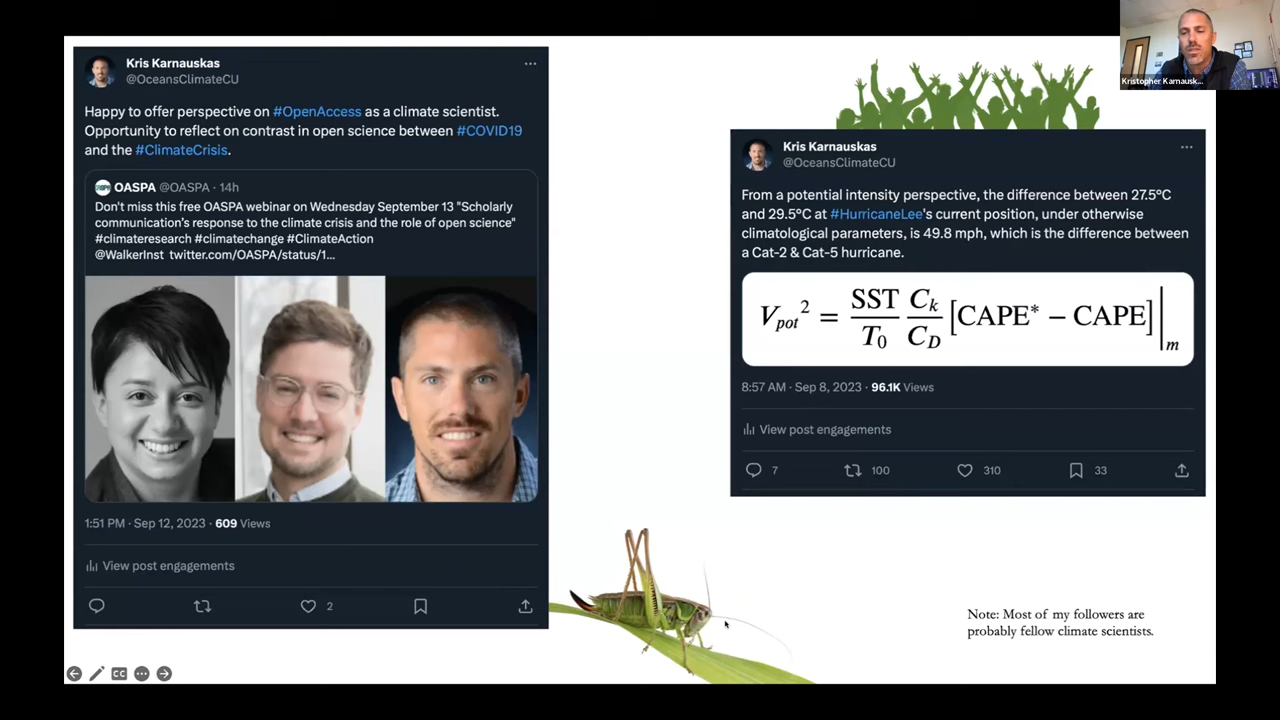 Kris Karnauskas
@OceansClimateCU
Happy to offer perspective on #OpenAccess as a climate scientist.
Opportunity to reflect on contrast in open science between #COVID19
and the #ClimateCrisis.
OASPA @OASPA · 14h
Don't miss this free OASPA webinar on Wednesday September 13 "Scholarly
communication's response to the climate crisis and the role of open science"
#climateresearch #climatechange #ClimateAction
@WalkerInst twitter.com/OASPA/status/1...
1:51 PM · Sep 12, 2023 · 609 Views
View post engagements
2
Kris Karnauskas
@OceansClimateCU
From a potential intensity perspective, the difference between 27.5°C
and 29.5°C at #HurricaneLee's current position, under otherwise
climatological parameters, is 49.8 mph, which is the difference between
a Cat-2 & Cat-5 hurricane.
V_pot² = SST/T₀ C_k/C_D [CAPE* − CAPE]|_m
8:57 AM · Sep 8, 2023 · 96.1K Views
View post engagements
7 100 310 33
Note: Most of my followers are
probably fellow climate scientists.
Kristopher Karnausk...
CC